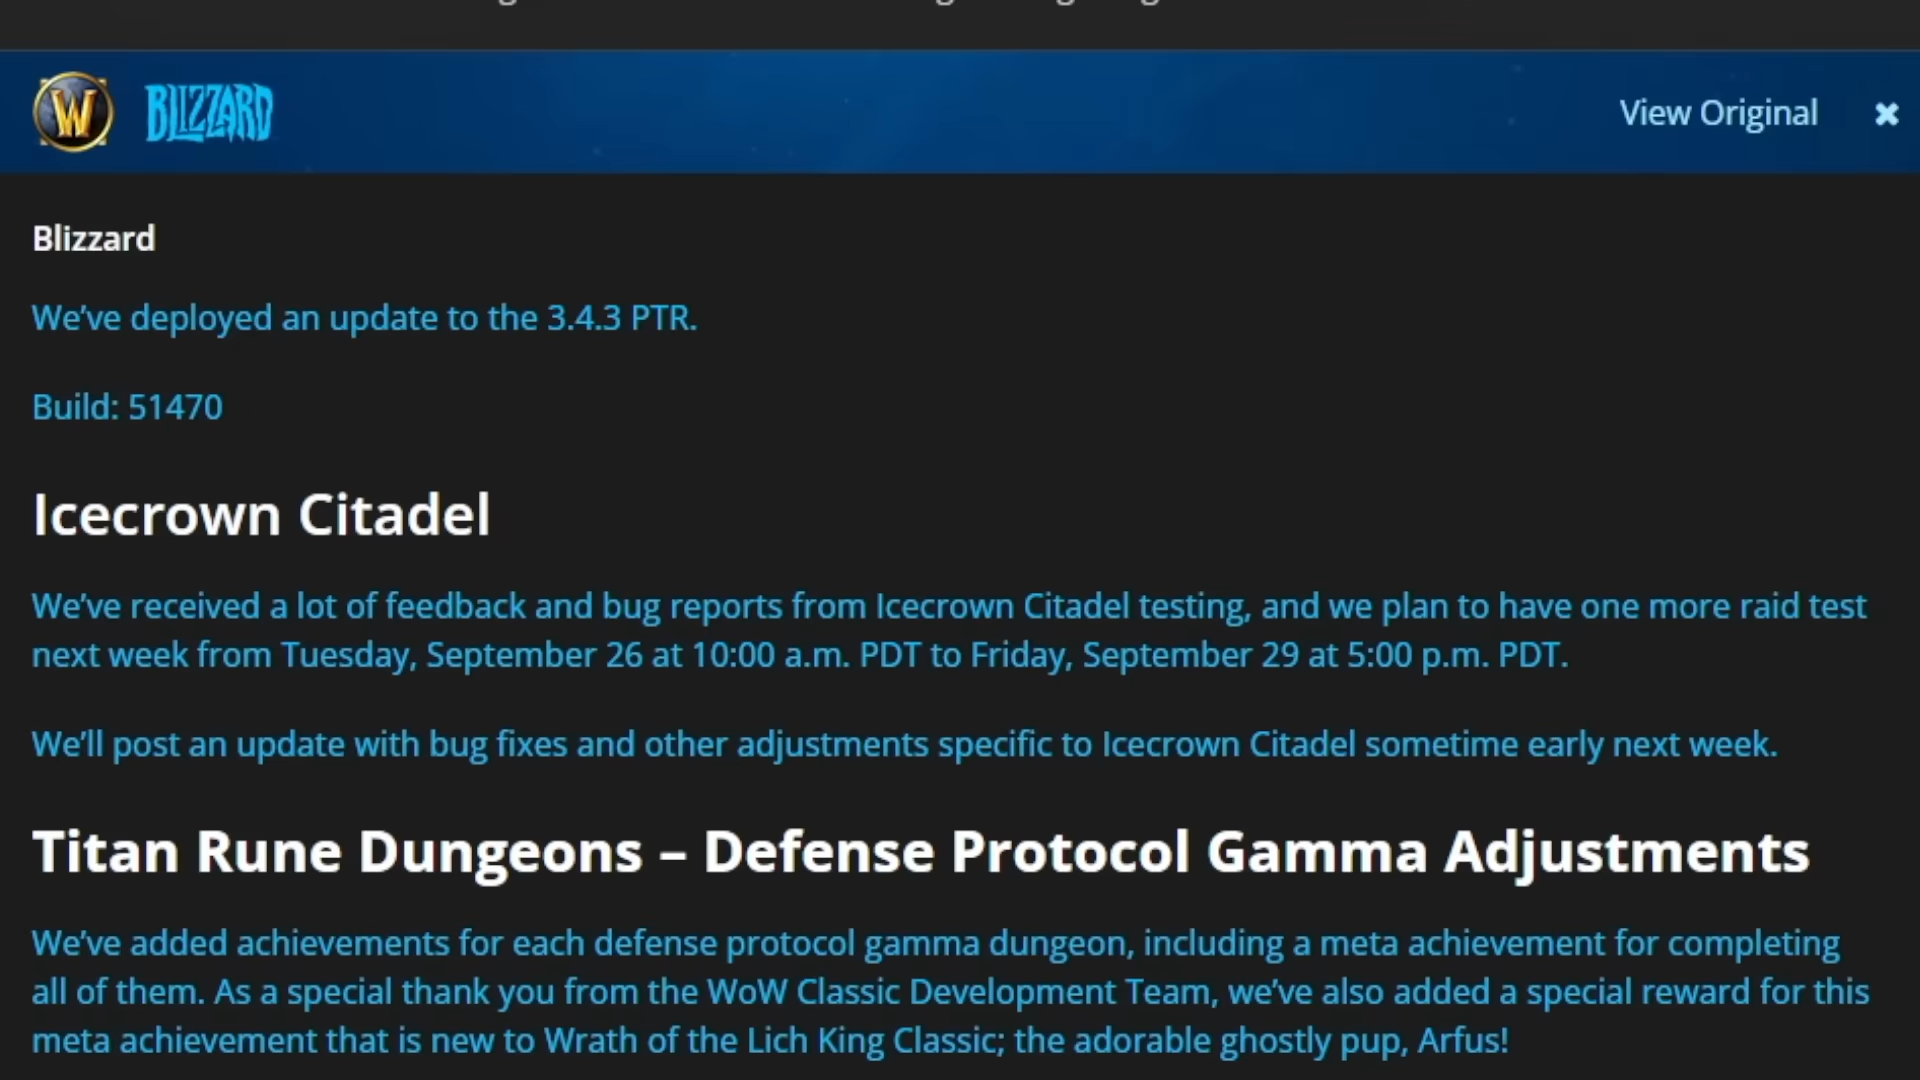 W BLIZZARD View Original ✖
Blizzard
We’ve deployed an update to the 3.4.3 PTR.
Build: 51470
Icecrown Citadel
We’ve received a lot of feedback and bug reports from Icecrown Citadel testing, and we plan to have one more raid test
next week from Tuesday, September 26 at 10:00 a.m. PDT to Friday, September 29 at 5:00 p.m. PDT.
We’ll post an update with bug fixes and other adjustments specific to Icecrown Citadel sometime early next week.
Titan Rune Dungeons – Defense Protocol Gamma Adjustments
We’ve added achievements for each defense protocol gamma dungeon, including a meta achievement for completing
all of them. As a special thank you from the WoW Classic Development Team, we’ve also added a special reward for this
meta achievement that is new to Wrath of the Lich King Classic; the adorable ghostly pup, Arfus!